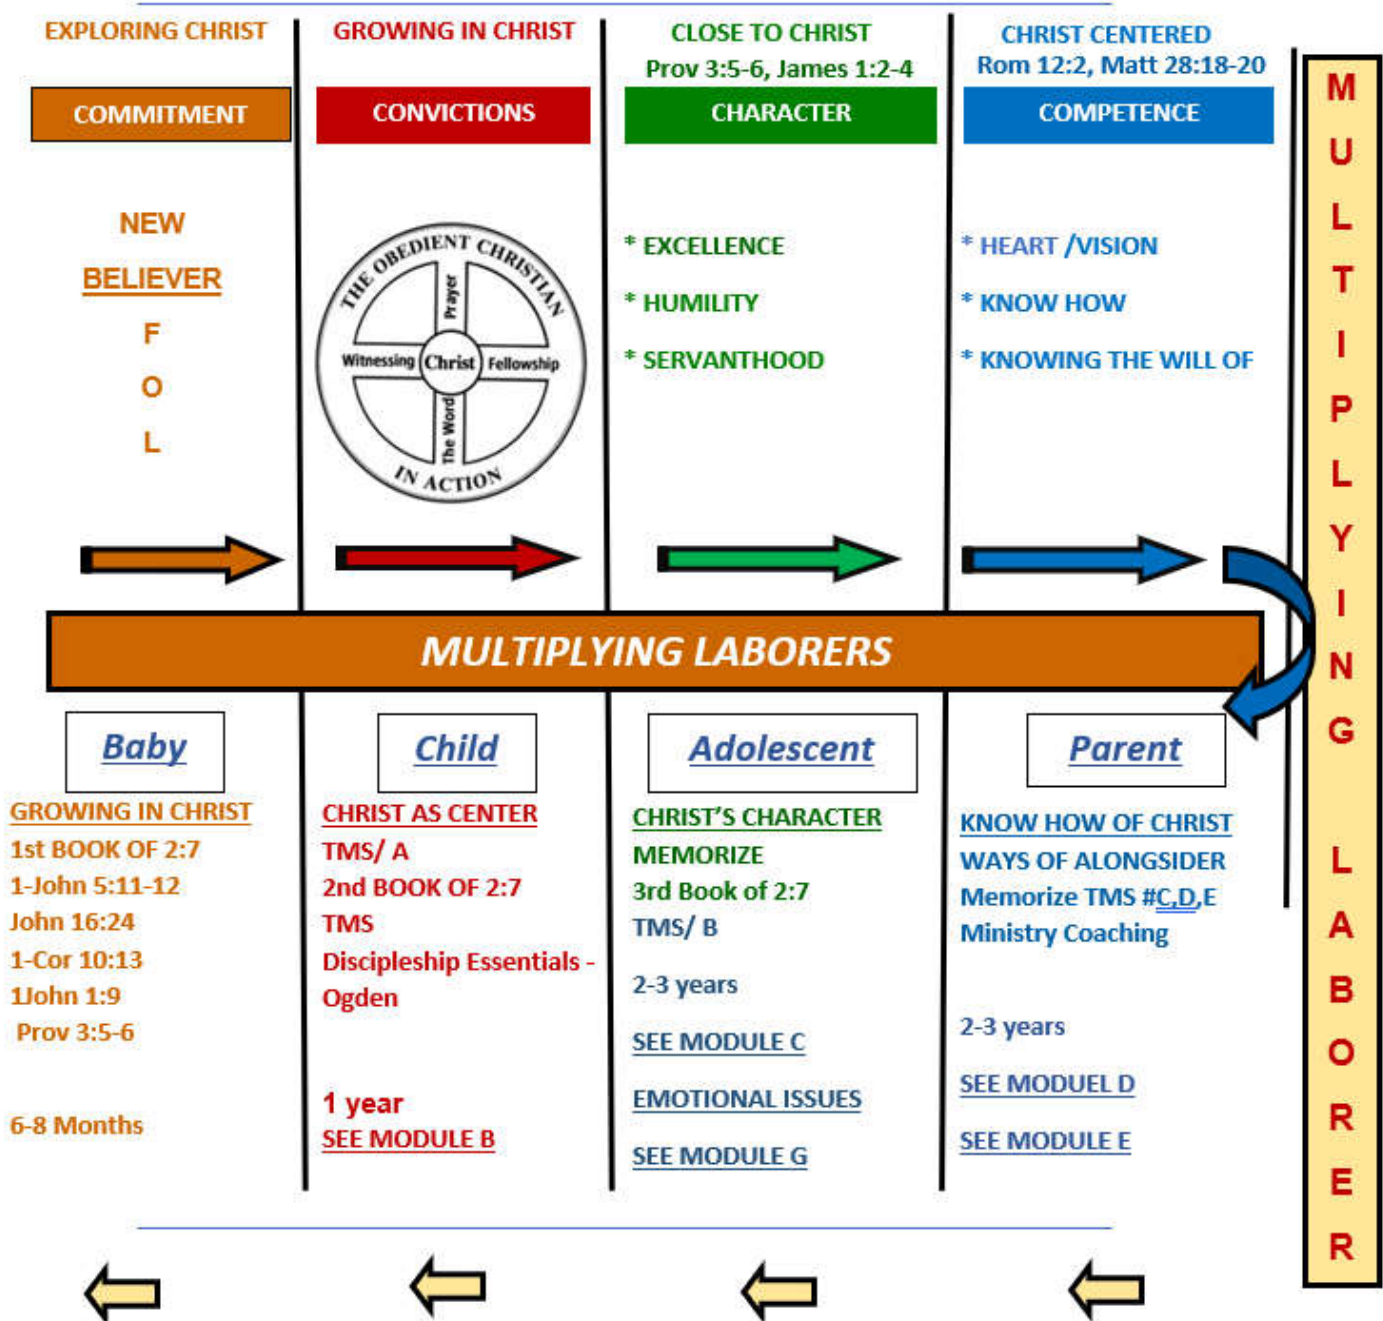 EXPLORING CHRIST
COMMITMENT
NEW
BELIEVER
F
O
L
GROWING IN CHRIST
CONVICTIONS
THE OBEDIENT CHRISTIAN
Prayer
Witnessing Christ Fellowship
The Word
IN ACTION
CLOSE TO CHRIST
Prov 3:5-6, James 1:2-4
CHARACTER
* EXCELLENCE
* HUMILITY
* SERVANTHOOD
CHRIST CENTERED
Rom 12:2, Matt 28:18-20
COMPETENCE
* HEART /VISION
* KNOW HOW
* KNOWING THE WILL OF
MULTIPLYING LABORERS
Baby
GROWING IN CHRIST
1st BOOK OF 2:7
1-John 5:11-12
John 16:24
1-Cor 10:13
1John 1:9
Prov 3:5-6
6-8 Months
Child
CHRIST AS CENTER
TMS/ A
2nd BOOK OF 2:7
TMS
Discipleship Essentials -
Ogden
1 year
SEE MODULE B
Adolescent
CHRIST'S CHARACTER
MEMORIZE
3rd Book of 2:7
TMS/ B
2-3 years
SEE MODULE C
EMOTIONAL ISSUES
SEE MODULE G
Parent
KNOW HOW OF CHRIST
WAYS OF ALONGSIDER
Memorize TMS #C,D,E
Ministry Coaching
2-3 years
SEE MODUEL D
SEE MODULE E
M
U
L
T
I
P
L
Y
I
N
G
L
A
B
O
R
E
R